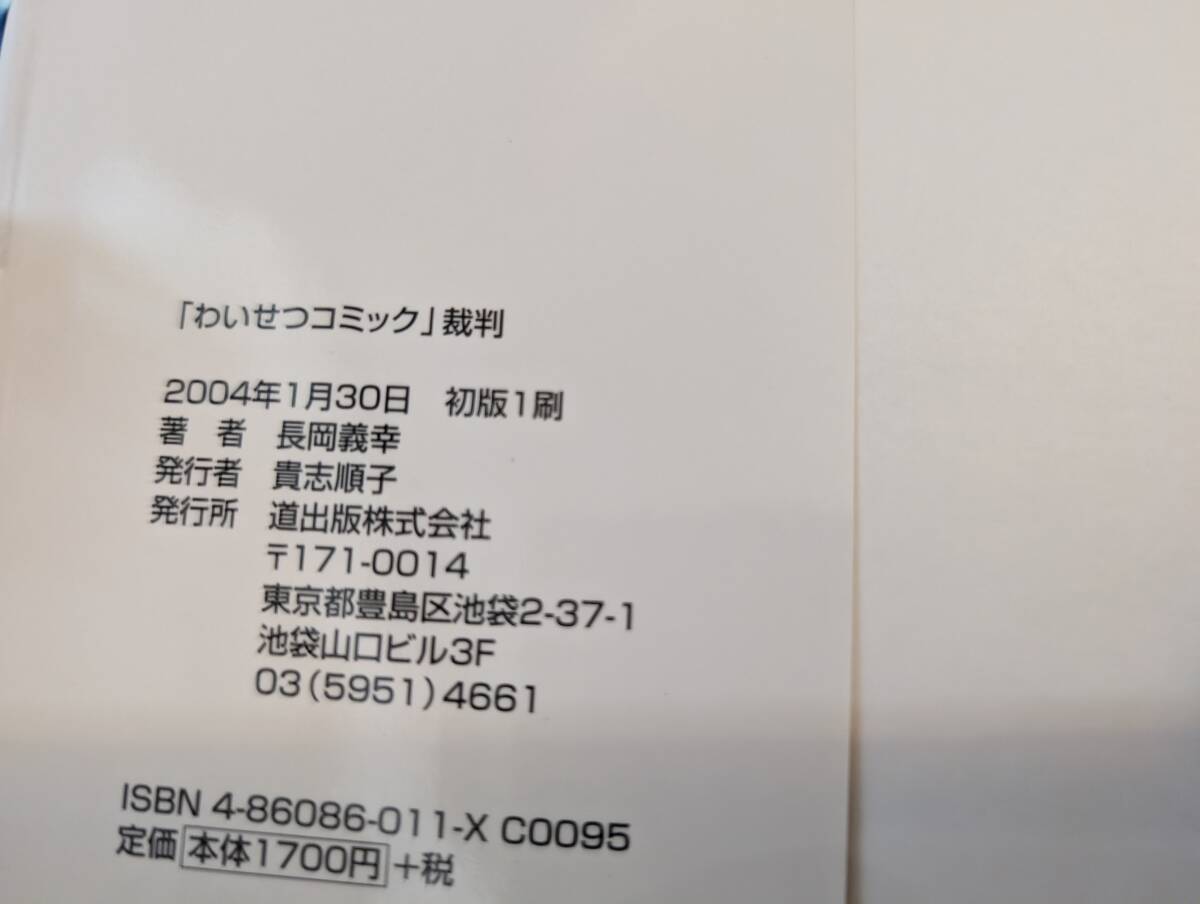 「わいせつコミック」裁判
2004年1月30日　初版1刷
著　者　長岡義幸
発行者　貴志順子
発行所　道出版株式会社
〒171-0014
東京都豊島区池袋2-37-1
池袋山口ビル3F
03(5951)4661
ISBN 4-86086-011-X C0095
定価 本体1700円 +税